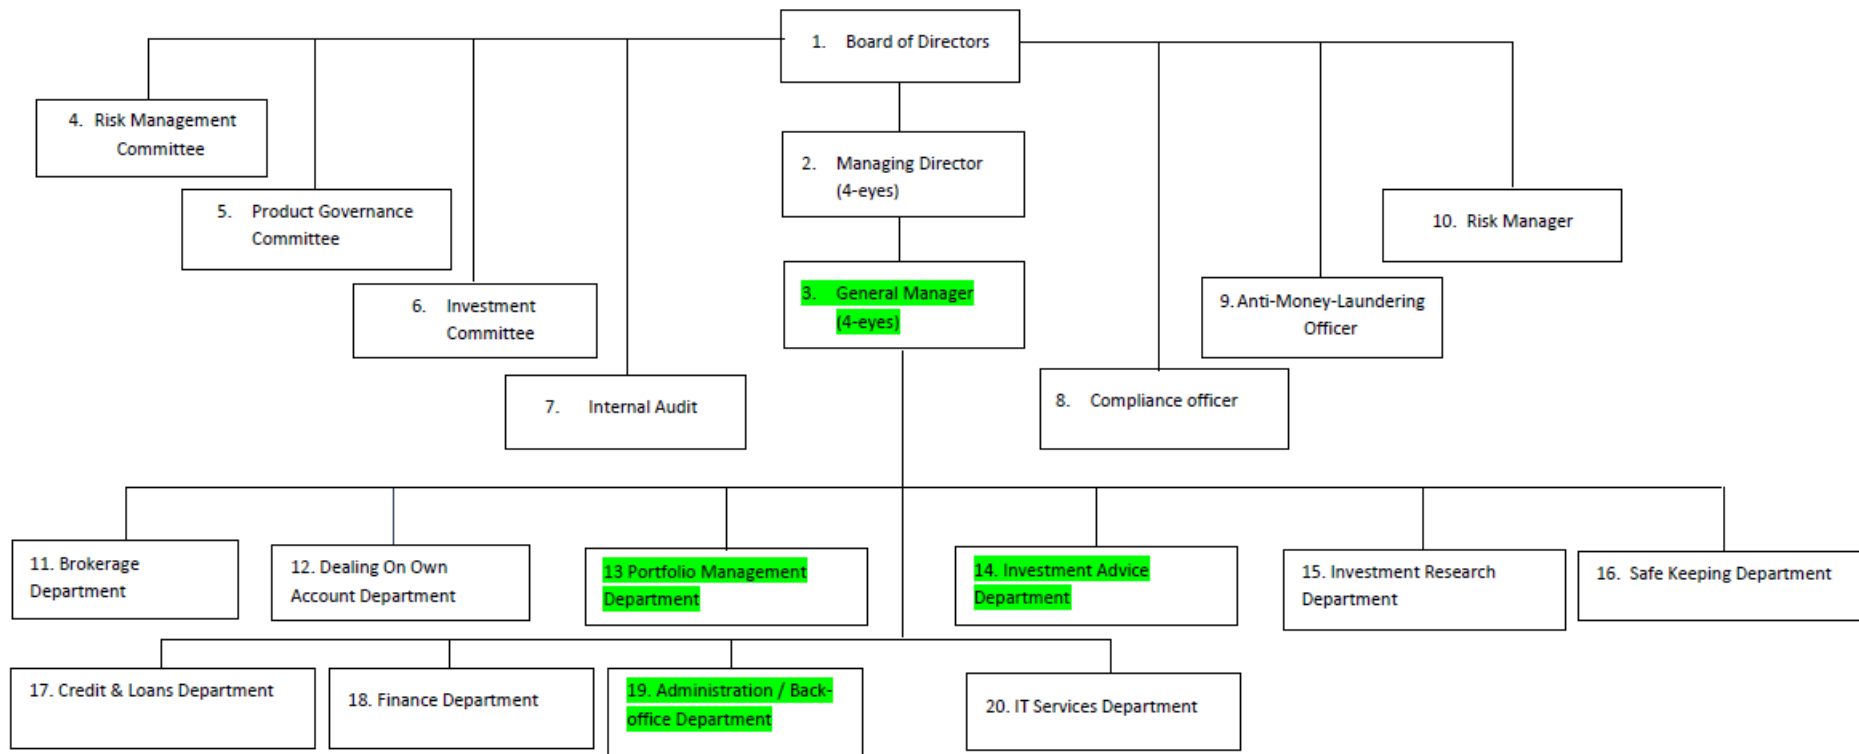 1. Board of Directors
4. Risk Management
Committee
2. Managing Director
(4-eyes)
5. Product Governance
Committee
10. Risk Manager
3. General Manager
(4-eyes)
6. Investment
Committee
9. Anti-Money-Laundering
Officer
7. Internal Audit
8. Compliance officer
11. Brokerage
Department
12. Dealing On Own
Account Department
13 Portfolio Management
Department
14. Investment Advice
Department
15. Investment Research
Department
16. Safe Keeping Department
17. Credit & Loans Department
18. Finance Department
19. Administration / Back-
office Department
20. IT Services Department